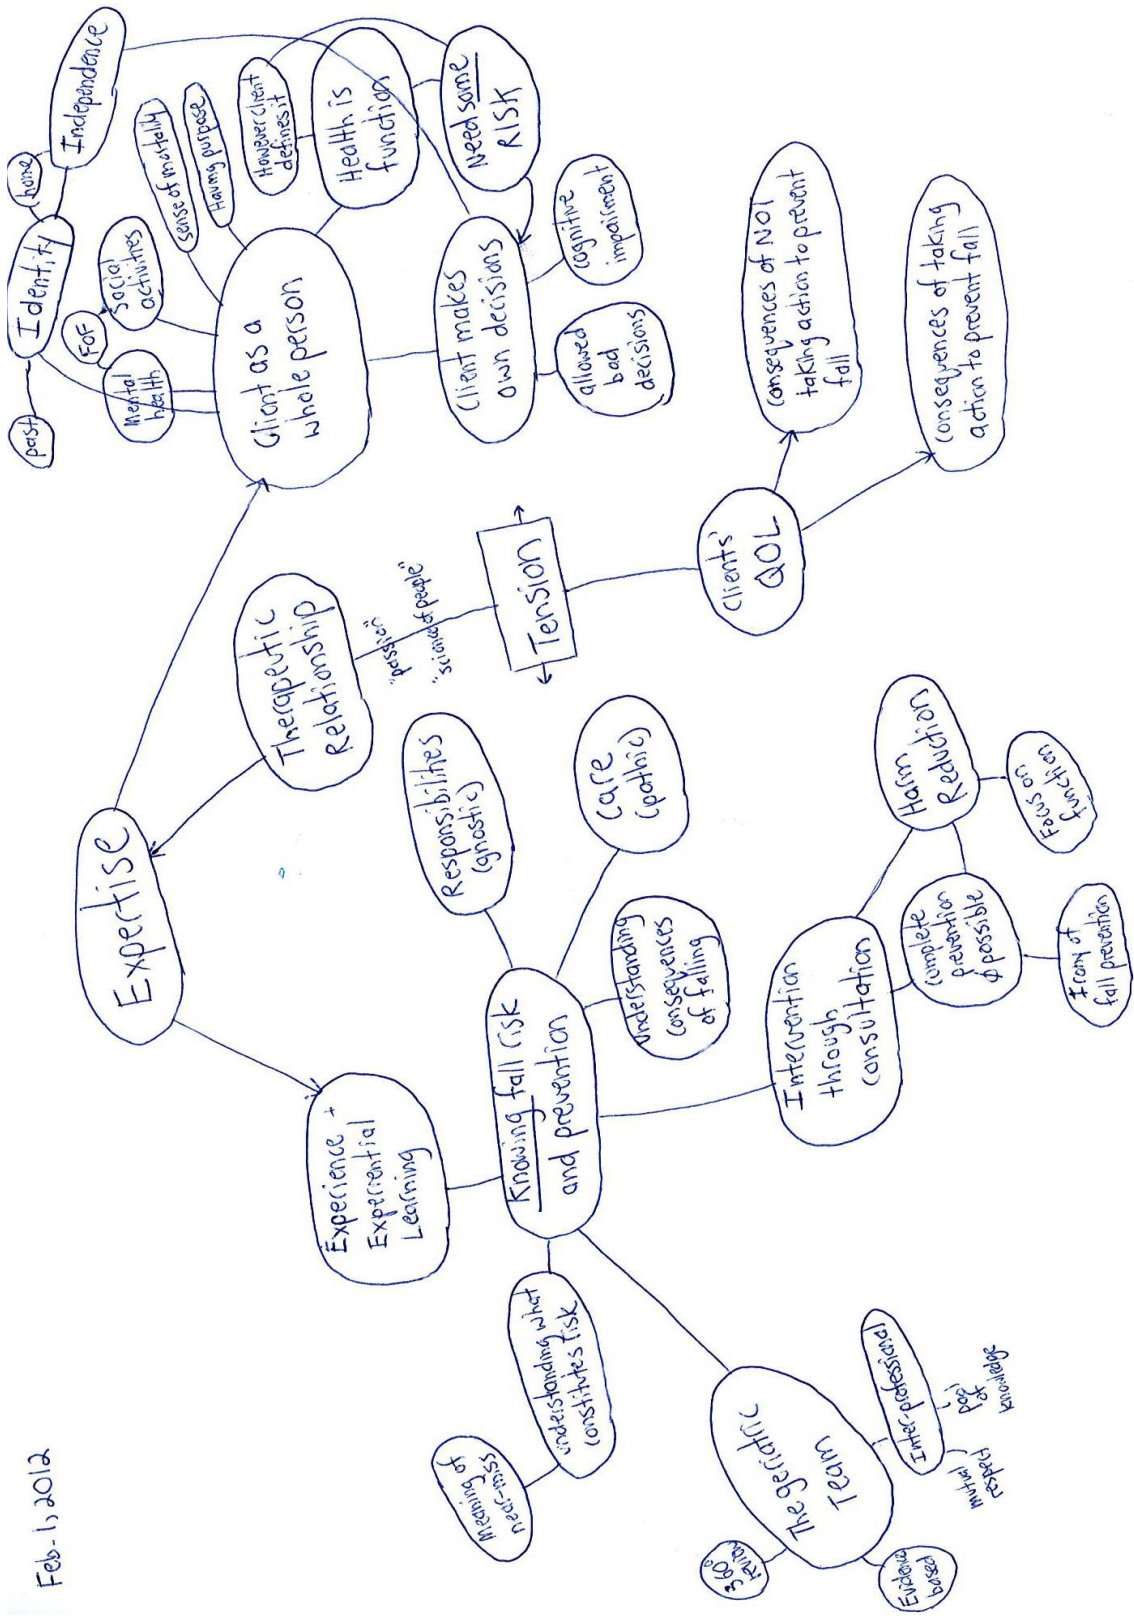 Feb. 1, 2012
Expertise
Experience +
Experiential
Learning
Therapeutic
Relationship
"passion"
"science of people"
Tension
Clients'
QOL
consequences of NOT
taking action to prevent
fall
consequences of taking
action to prevent fall
Client as a
whole person
Mental
health
FOF
Social
activities
Identity
past
home
Independence
sense of mortality
Having purpose
However client
defines it
Health is
function
Need some
RISK
Client makes
own decisions
allowed
bad
decisions
cognitive
impairment
Knowing fall risk
and prevention
Responsibilities
(gnostic)
Care
(pathic)
Understanding
consequences
of falling
understanding what
constitutes risk
Meaning of
near-miss
The geriatric
Team
360°
review
Evidence
based
Inter-professional
mutual
respect
pool
of
knowledge
Intervention
through
consultation
complete
prevention
ϕ possible
Irony of
fall prevention
Harm
Reduction
Focus on
function